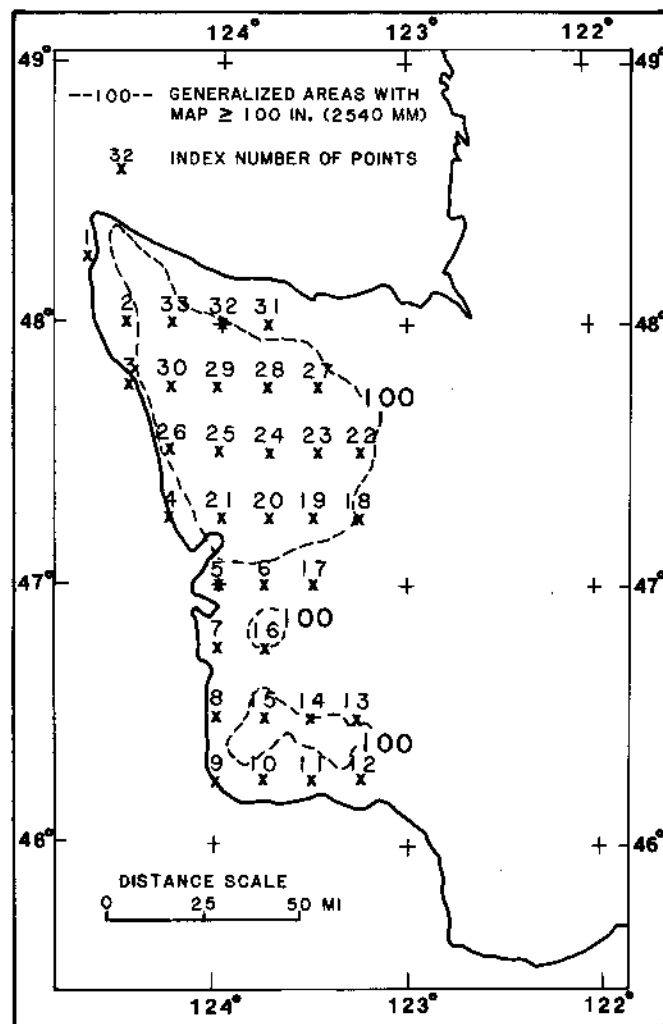 124° 123° 122°
49° 49°
--100-- GENERALIZED AREAS WITH
MAP ≥ 100 IN. (2540 MM)
32
x INDEX NUMBER OF POINTS
1
2 33 32 31
48° 48°
3 30 29 28 27
100
26 25 24 23 22
4 21 20 19 18
5 6 17
47° 47°
100
7 16
8 15 14 13
100
9 10 11 12
46° 46°
DISTANCE SCALE
0 25 50 MI
124° 123° 122°